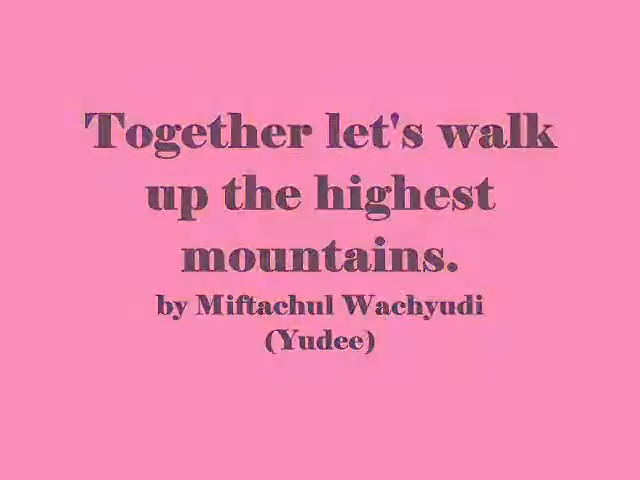 Together let's walk
up the highest
mountains.
by Miftachul Wachyudi
(Yudee)